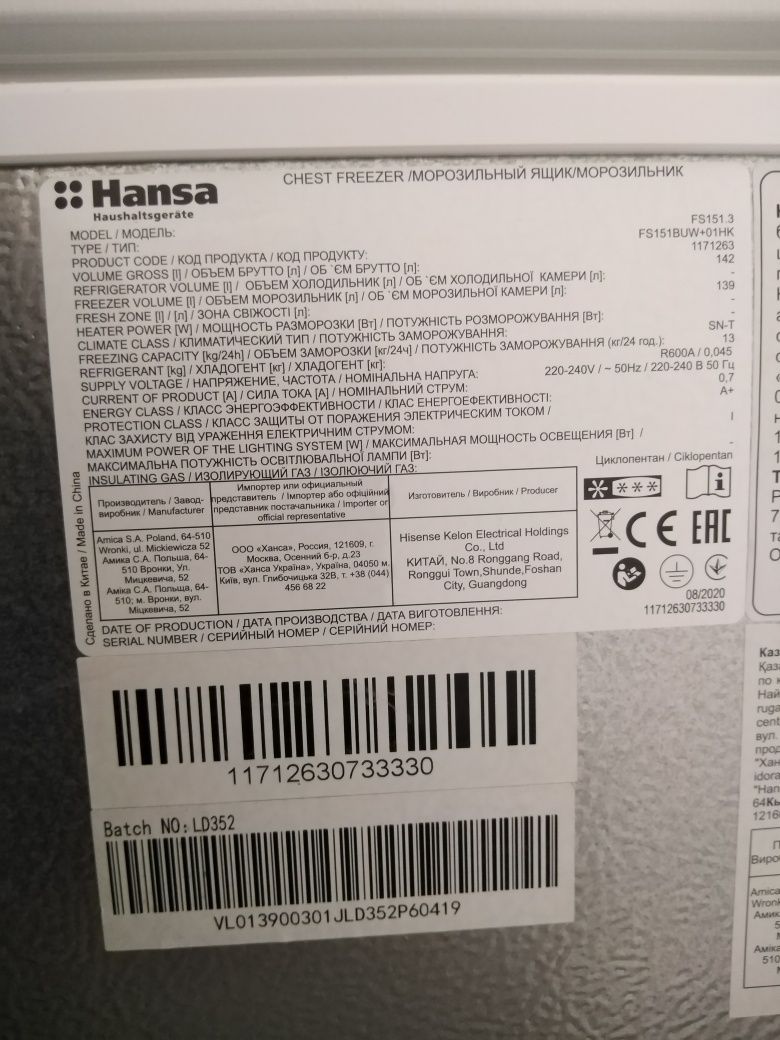 Hansa
Haushaltsgeräte
CHEST FREEZER /МОРОЗИЛЬНЫЙ ЯЩИК/МОРОЗИЛЬНИК
MODEL / МОДЕЛЬ: FS151.3
TYPE / ТИП: FS151BUW+01HK
PRODUCT CODE / КОД ПРОДУКТА / КОД ПРОДУКТУ: 1171263
VOLUME GROSS [l] / ОБЪЕМ БРУТТО [л] / ОБ `ЄМ БРУТТО [л]: 142
REFRIGERATOR VOLUME [l] / ОБЪЕМ ХОЛОДИЛЬНИК [л] / ОБ `ЄМ ХОЛОДИЛЬНОЇ КАМЕРИ [л]: -
FREEZER VOLUME [l] / ОБЪЕМ МОРОЗИЛЬНИК [л] / ОБ `ЄМ МОРОЗИЛЬНОЇ КАМЕРИ [л]: 139
FRESH ZONE [l] / [л] / ЗОНА СВІЖОСТІ [л]: -
HEATER POWER [W] / МОЩНОСТЬ РАЗМОРОЗКИ [Вт] / ПОТУЖНІСТЬ РОЗМОРОЖУВАННЯ [Вт]: -
CLIMATE CLASS / КЛИМАТИЧЕСКИЙ ТИП / ПОТУЖНІСТЬ РОЗМОРОЖУВАННЯ: SN-T
FREEZING CAPACITY [kg/24h] / ОБЪЕМ ЗАМОРОЗКИ [кг/24ч] / ПОТУЖНІСТЬ ЗАМОРОЖУВАННЯ (кг/24 год.): 13
REFRIGERANT [kg] / ХЛАДОГЕНТ [кг] / ХЛАДОГЕНТ [кг]: R600A / 0,045
SUPPLY VOLTAGE / НАПРЯЖЕНИЕ, ЧАСТОТА / НОМІНАЛЬНА НАПРУГА: 220-240V / ~ 50Hz / 220-240 В 50 Гц
CURRENT OF PRODUCT [A] / СИЛА ТОКА [A] / НОМІНАЛЬНИЙ СТРУМ: 0,7
ENERGY CLASS / КЛАСС ЭНЕРГОЭФФЕКТИВНОСТИ / КЛАС ЕНЕРГОЕФЕКТИВНОСТІ: A+
PROTECTION CLASS / КЛАСС ЗАЩИТЫ ОТ ПОРАЖЕНИЯ ЭЛЕКТРИЧЕСКИМ ТОКОМ /
КЛАС ЗАХИСТУ ВІД УРАЖЕННЯ ЕЛЕКТРИЧНИМ СТРУМОМ: I
MAXIMUM POWER OF THE LIGHTING SYSTEM [W] / МАКСИМАЛЬНАЯ МОЩНОСТЬ ОСВЕЩЕНИЯ [Вт] /
МАКСИМАЛЬНА ПОТУЖНІСТЬ ОСВІТЛЮВАЛЬНОЇ ЛАМПИ [Вт]: -
INSULATING GAS / ИЗОЛИРУЮЩИЙ ГАЗ / ІЗОЛЮЮЧИЙ ГАЗ: Циклопентан / Ciklopentan
Сделано в Китае / Made in China
Производитель / Завод-
виробник / Manufacturer
Импортер или официальный
представитель / Імпортер або офіційний
представник постачальника / Importer or
official representative
Изготовитель / Виробник / Producer
Amica S.A. Poland, 64-510
Wronki, ul. Mickiewicza 52
Амика С.А. Польша, 64-
510 Вронки, Ул.
Мицкевича, 52
Аміка С.А. Польща, 64-
510; м. Вронки, вул.
Міцкевича, 52
ООО «Ханса», Россия, 121609, г.
Москва, Осенний б-р, д.23
ТОВ «Ханса Україна», Україна, 04050 м.
Київ, вул. Глибочицька 32В, т. +38 (044)
456 68 22
Hisense Kelon Electrical Holdings
Co., Ltd
КИТАЙ, No.8 Ronggang Road,
Ronggui Town,Shunde,Foshan
City, Guangdong
CE EAC
DATE OF PRODUCTION / ДАТА ПРОИЗВОДСТВА / ДАТА ВИГОТОВЛЕННЯ: 08/2020
SERIAL NUMBER / СЕРИЙНЫЙ НОМЕР / СЕРІЙНИЙ НОМЕР: 11712630733330
11712630733330
Batch NO: LD352
VL013900301JLD352P60419